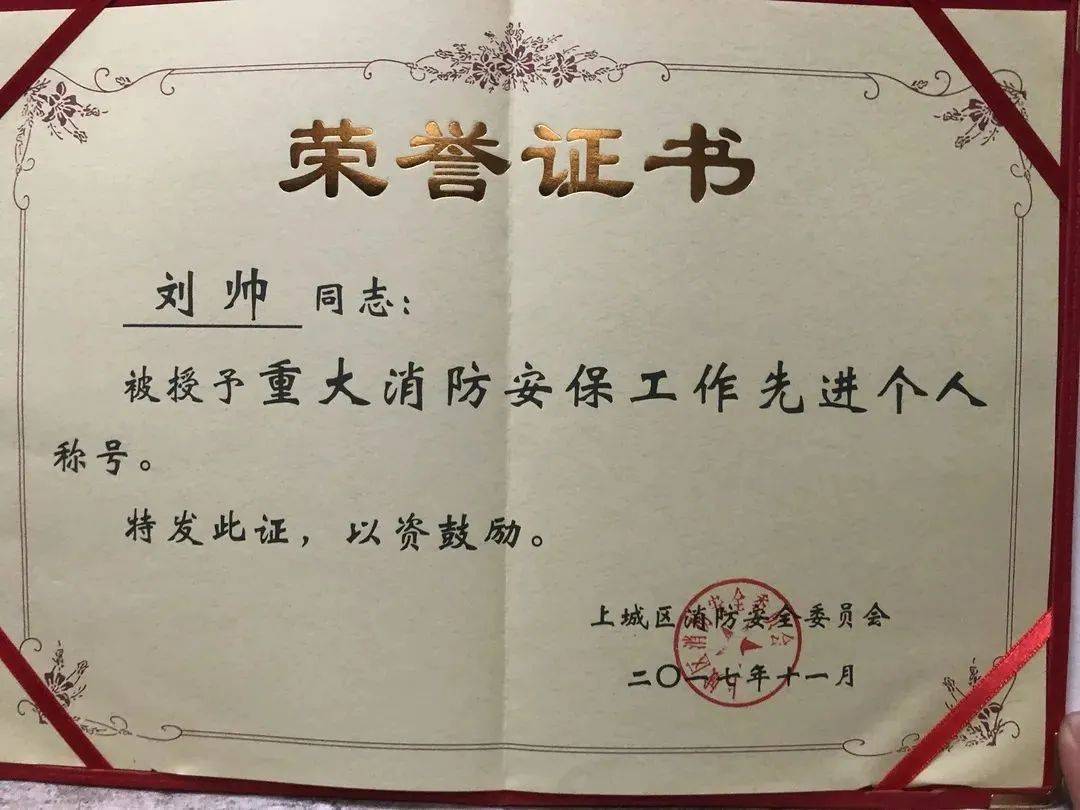 荣誉证书
刘帅 同志：
被授予重大消防安保工作先进个人
称号。
特发此证，以资鼓励。
上城区消防安全委员会
二〇一七年十一月